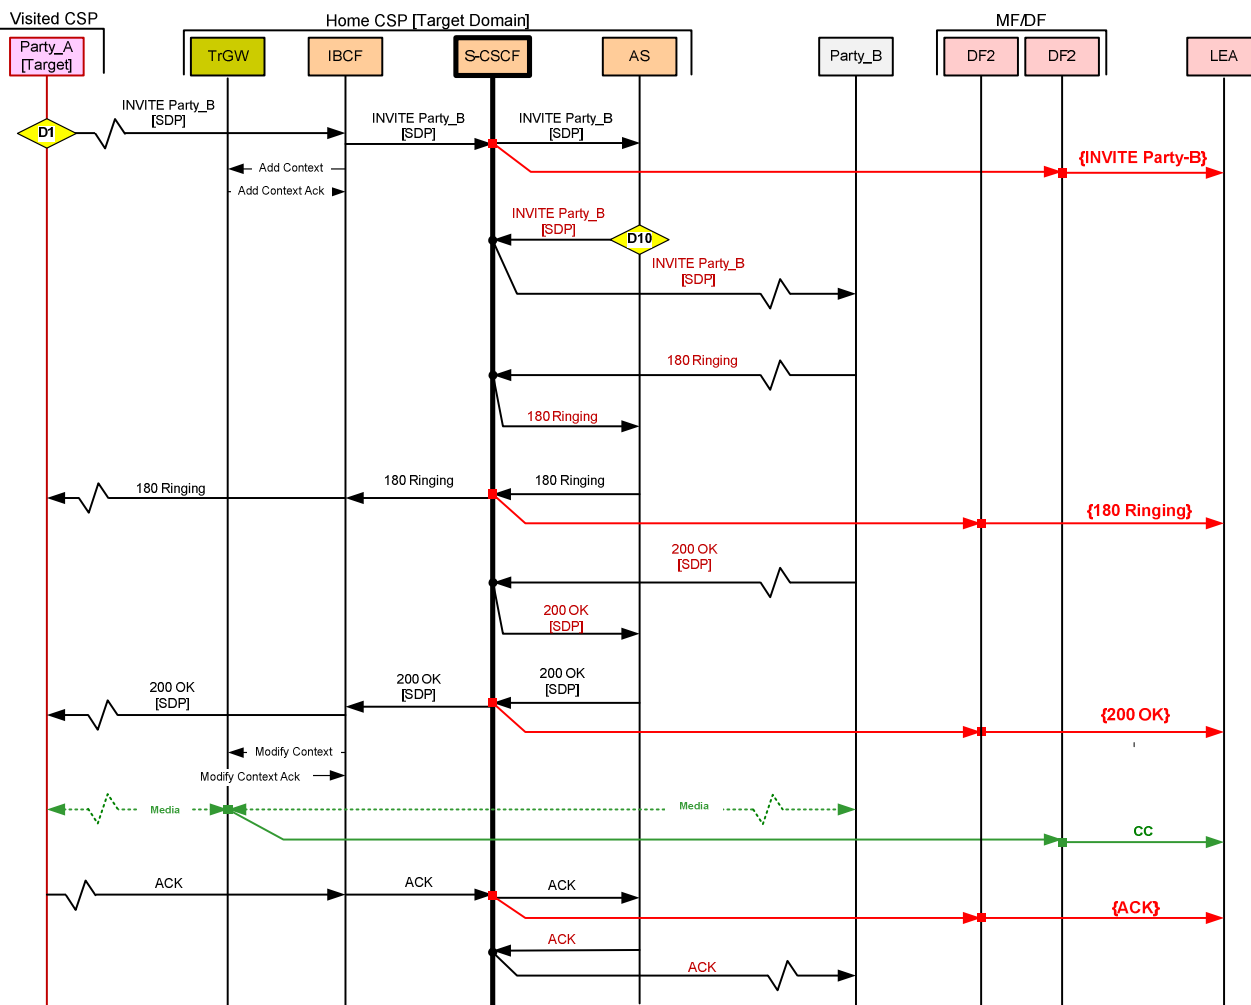 Visited CSP
Home CSP [Target Domain]
MF/DF
Party_A
[Target]
TrGW
IBCF
S-CSCF
AS
Party_B
DF2
DF2
LEA
D1
INVITE Party_B
[SDP]
INVITE Party_B
[SDP]
INVITE Party_B
[SDP]
{INVITE Party-B}
Add Context
Add Context Ack
INVITE Party_B
[SDP]
D10
INVITE Party_B
[SDP]
180 Ringing
180 Ringing
180 Ringing
180 Ringing
180 Ringing
{180 Ringing}
200 OK
[SDP]
200 OK
[SDP]
200 OK
[SDP]
200 OK
[SDP]
200 OK
[SDP]
{200 OK}
Modify Context
Modify Context Ack
Media
Media
CC
ACK
ACK
ACK
{ACK}
ACK
ACK